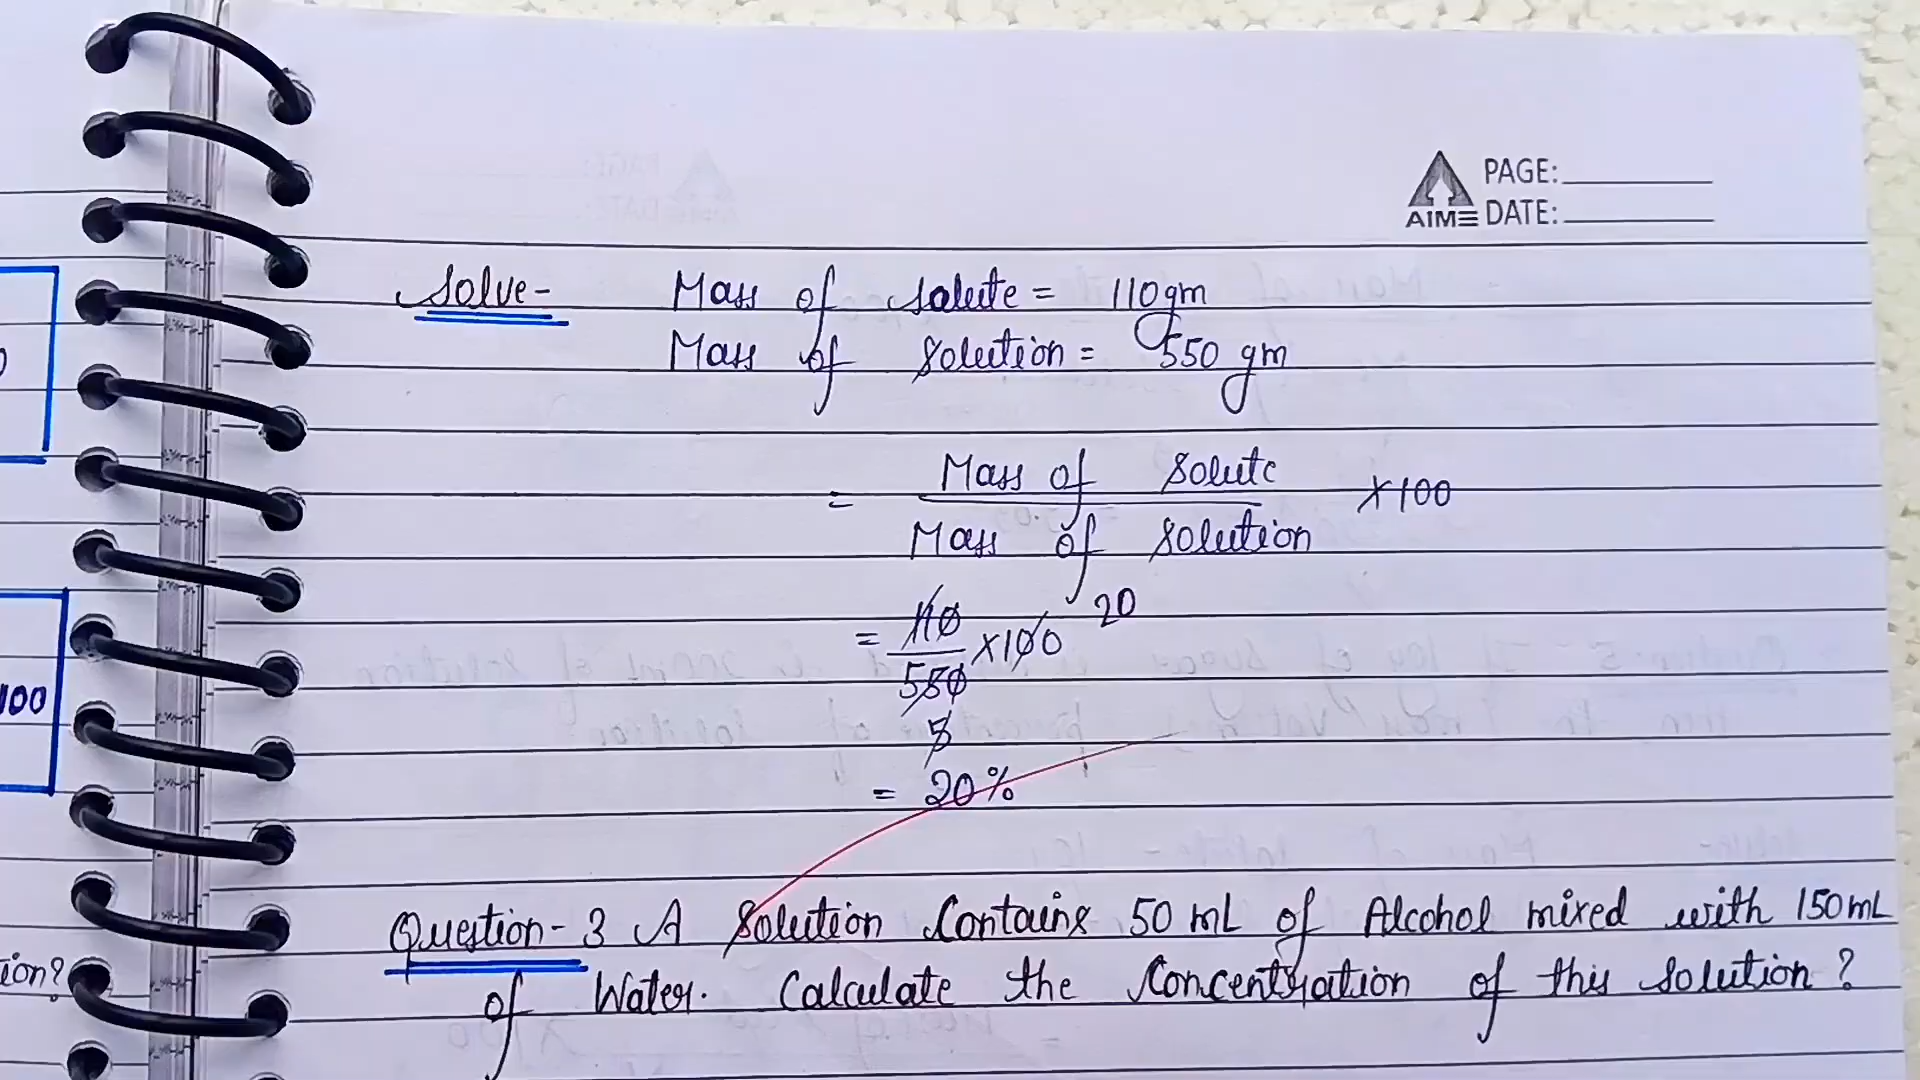 AIM PAGE:
DATE:
Solve- Mass of Solute = 110gm
Mass of Solution = 550 gm
= Mass of Solute
Mass of Solution
×100
= 110
550
×100 20
5
= 20%
100
Question-3 A Solution Contains 50 mL of Alcohol mixed with 150mL
tion?
of Water. Calculate the Concentration of this Solution?